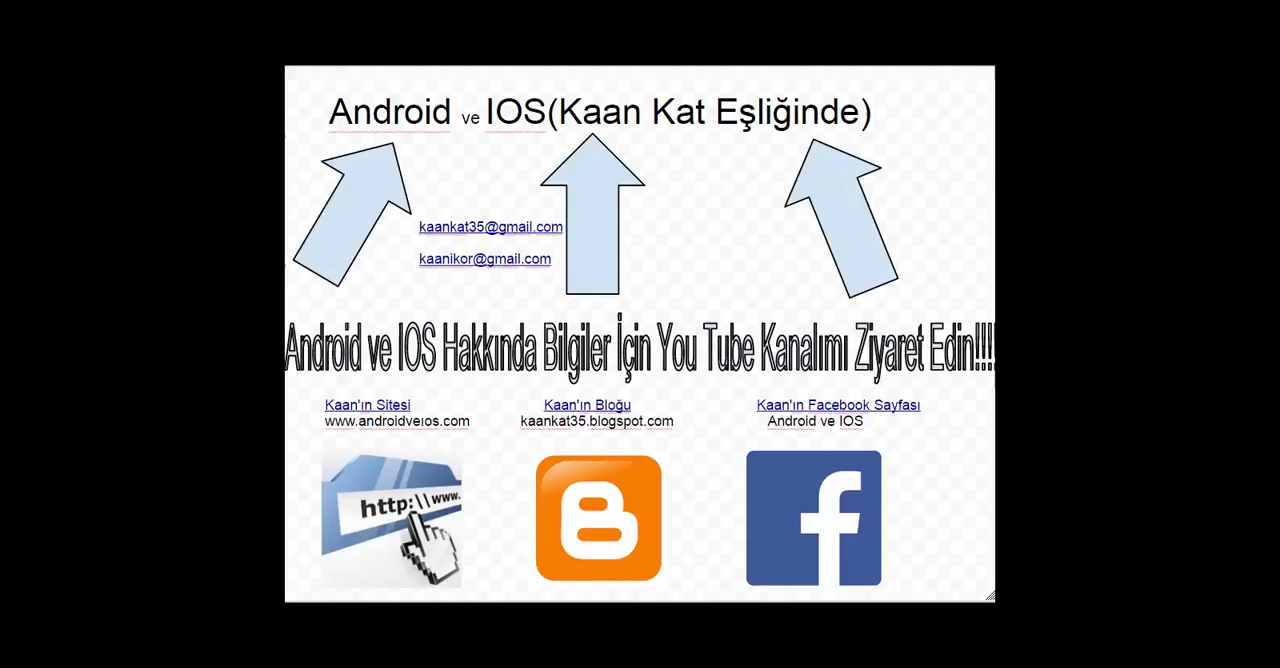 Android ve IOS(Kaan Kat Eşliğinde)
kaankat35@gmail.com
kaanikor@gmail.com
Android ve IOS Hakkında Bilgiler İçin You Tube Kanalımı Ziyaret Edin!!!!
Kaan'ın Sitesi
www.androidveıos.com
Kaan'ın Bloğu
kaankat35.blogspot.com
Kaan'ın Facebook Sayfası
Android ve IOS
http:\\www.